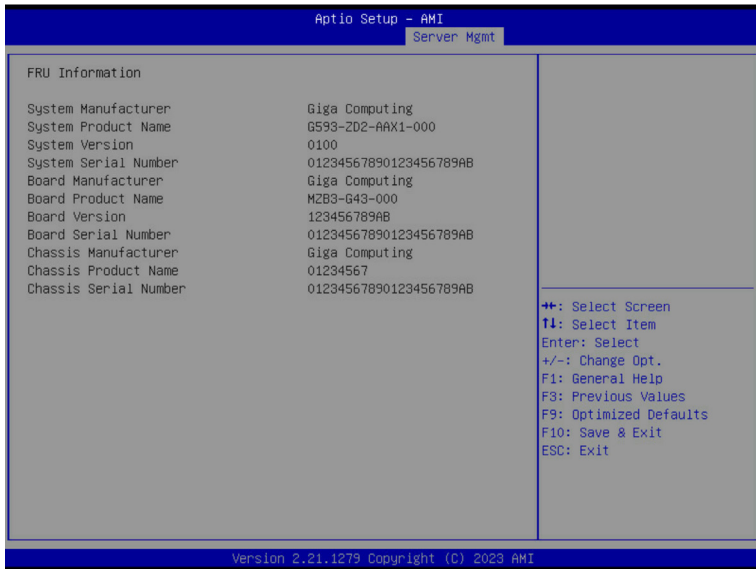 Aptio Setup – AMI
Server Mgmt
FRU Information
System Manufacturer Giga Computing
System Product Name G593-ZD2-AAX1-000
System Version 0100
System Serial Number 01234567890123456789AB
Board Manufacturer Giga Computing
Board Product Name MZB3-G43-000
Board Version 123456789AB
Board Serial Number 01234567890123456789AB
Chassis Manufacturer Giga Computing
Chassis Product Name 01234567
Chassis Serial Number 01234567890123456789AB
→←: Select Screen
↑↓: Select Item
Enter: Select
+/-: Change Opt.
F1: General Help
F3: Previous Values
F9: Optimized Defaults
F10: Save & Exit
ESC: Exit
Version 2.21.1279 Copyright (C) 2023 AMI